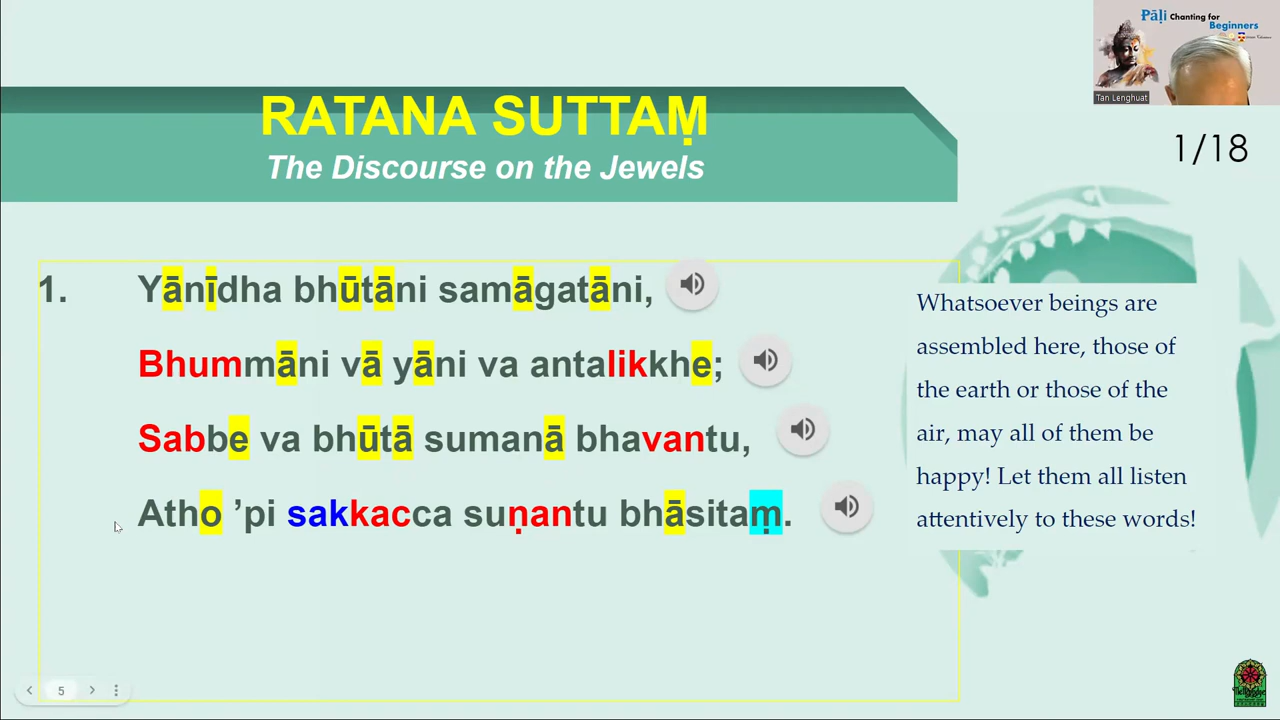 Pāḷi Chanting for
Beginners
Tan Lenghuat
RATANA SUTTAṂ
The Discourse on the Jewels
1/18
1. Yānīdha bhūtāni samāgatāni,
Bhummāni vā yāni va antalikkhe;
Sabbe va bhūtā sumanā bhavantu,
Atho ’pi sakkacca suṇantu bhāsitaṃ.
Whatsoever beings are
assembled here, those of
the earth or those of the
air, may all of them be
happy! Let them all listen
attentively to these words!
5